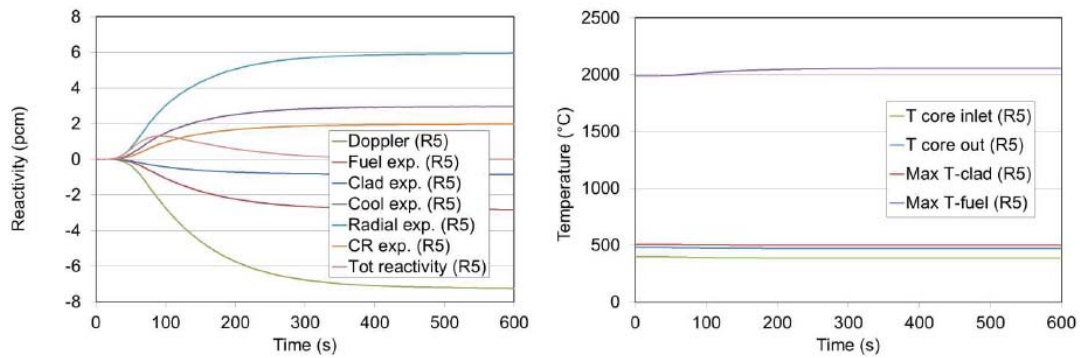 8
6
4
2
0
-2
-4
-6
-8
Reactivity (pcm)
0 100 200 300 400 500 600
Time (s)
Doppler (R5)
Fuel exp. (R5)
Clad exp. (R5)
Cool exp. (R5)
Radial exp. (R5)
CR exp. (R5)
Tot reactivity (R5)
2500
2000
1500
1000
500
0
Temperature (°C)
0 100 200 300 400 500 600
Time (s)
T core inlet (R5)
T core out (R5)
Max T-clad (R5)
Max T-fuel (R5)